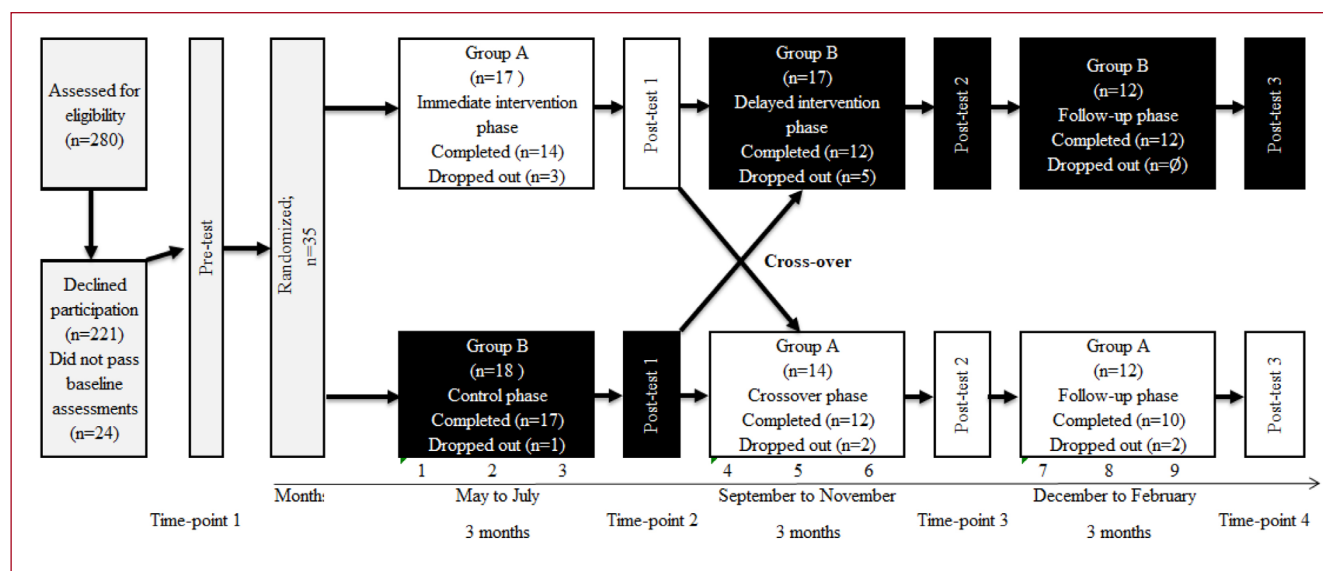 Assessed for
eligibility
(n=280)
Declined
participation
(n=221)
Did not pass
baseline
assessments
(n=24)
Pre-test
Randomized;
n=35
Group A
(n=17 )
Immediate intervention
phase
Completed (n=14)
Dropped out (n=3)
Post-test 1
Group B
(n=17)
Delayed intervention
phase
Completed (n=12)
Dropped out (n=5)
Post-test 2
Group B
(n=12)
Follow-up phase
Completed (n=12)
Dropped out (n=Ø)
Post-test 3
Cross-over
Group B
(n=18 )
Control phase
Completed (n=17)
Dropped out (n=1)
Post-test 1
Group A
(n=14)
Crossover phase
Completed (n=12)
Dropped out (n=2)
Post-test 2
Group A
(n=12)
Follow-up phase
Completed (n=10)
Dropped out (n=2)
Post-test 3
1 2 3 4 5 6 7 8 9
Months May to July September to November December to February
Time-point 1 3 months Time-point 2 3 months Time-point 3 3 months Time-point 4